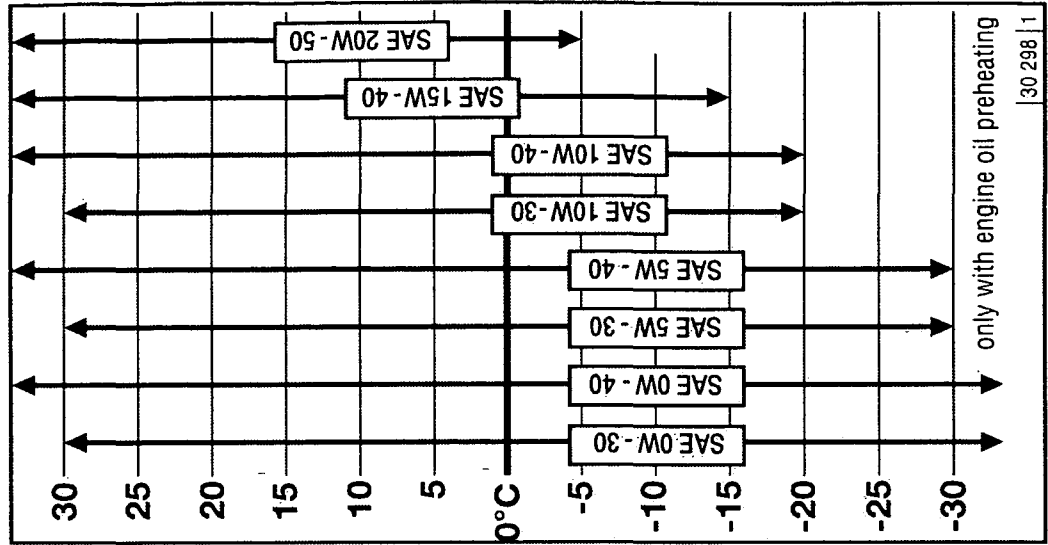 30
25
20
15
10
5
0°C
-5
-10
-15
-20
-25
-30
SAE 20W - 50
SAE 15W - 40
SAE 10W - 40
SAE 10W - 30
SAE 5W - 40
SAE 5W - 30
SAE 0W - 40
SAE 0W - 30
only with engine oil preheating
30 298 1